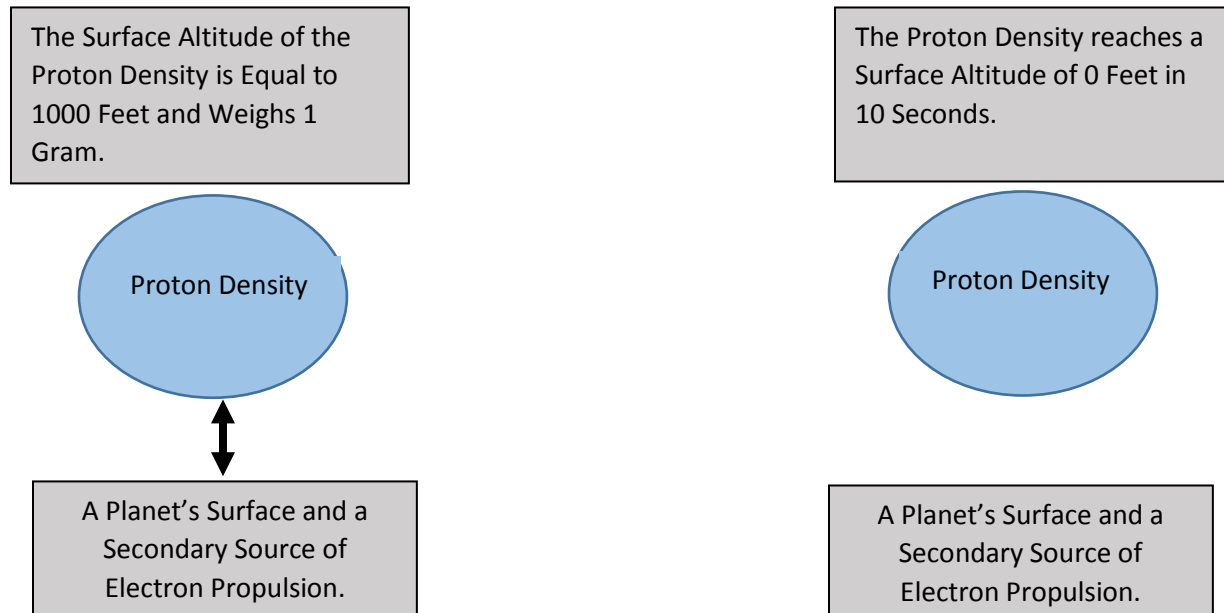 The Surface Altitude of the
Proton Density is Equal to
1000 Feet and Weighs 1
Gram.
Proton Density
A Planet’s Surface and a
Secondary Source of
Electron Propulsion.
The Proton Density reaches a
Surface Altitude of 0 Feet in
10 Seconds.
Proton Density
A Planet’s Surface and a
Secondary Source of
Electron Propulsion.